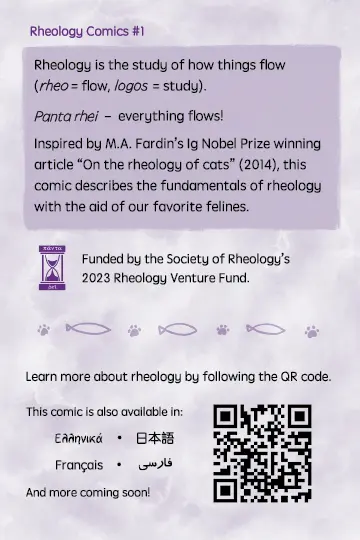 Rheology Comics #1
Rheology is the study of how things flow
(rheo = flow, logos = study).
Panta rhei – everything flows!
Inspired by M.A. Fardin's Ig Nobel Prize winning
article "On the rheology of cats" (2014), this
comic describes the fundamentals of rheology
with the aid of our favorite felines.
πάντα
ῥεῖ
Funded by the Society of Rheology's
2023 Rheology Venture Fund.
Learn more about rheology by following the QR code.
This comic is also available in:
Ελληνικά • 日本語
Français • فارسی
And more coming soon!